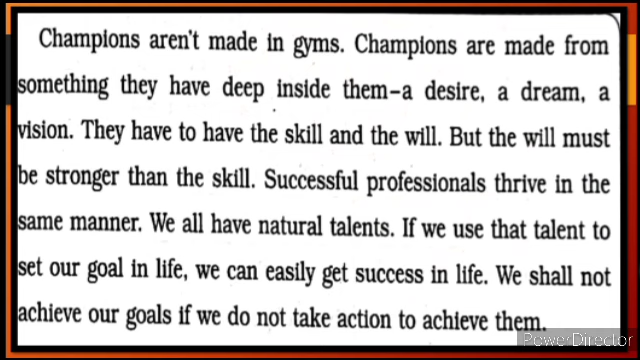 Champions aren't made in gyms. Champions are made from
something they have deep inside them–a desire, a dream, a
vision. They have to have the skill and the will. But the will must
be stronger than the skill. Successful professionals thrive in the
same manner. We all have natural talents. If we use that talent to
set our goal in life, we can easily get success in life. We shall not
achieve our goals if we do not take action to achieve them.
PowerDirector